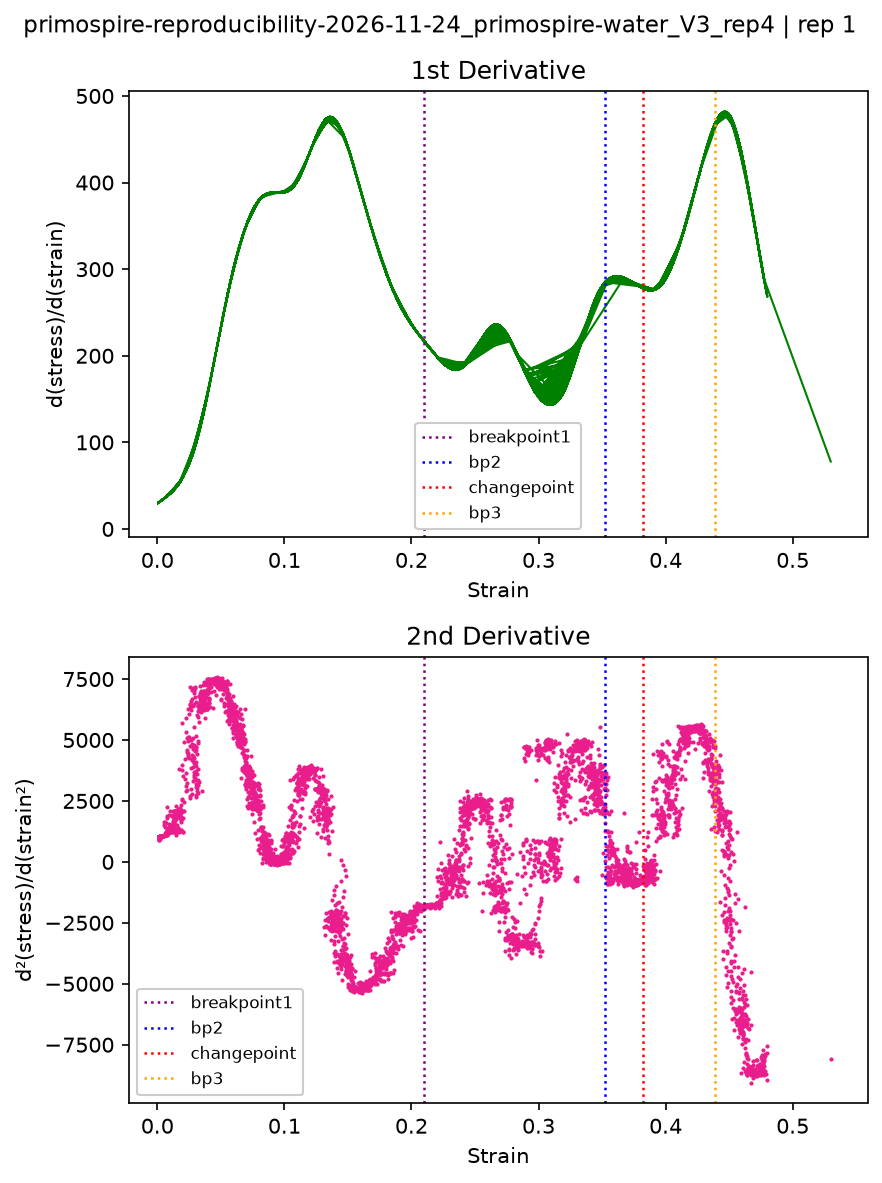 primospire-reproducibility-2026-11-24_primospire-water_V3_rep4 | rep 1
1st Derivative
d(stress)/d(strain)
500
400
300
200
100
0
breakpoint1
bp2
changepoint
bp3
0.0 0.1 0.2 0.3 0.4 0.5
Strain
2nd Derivative
d²(stress)/d(strain²)
7500
5000
2500
0
−2500
−5000
−7500
breakpoint1
bp2
changepoint
bp3
0.0 0.1 0.2 0.3 0.4 0.5
Strain